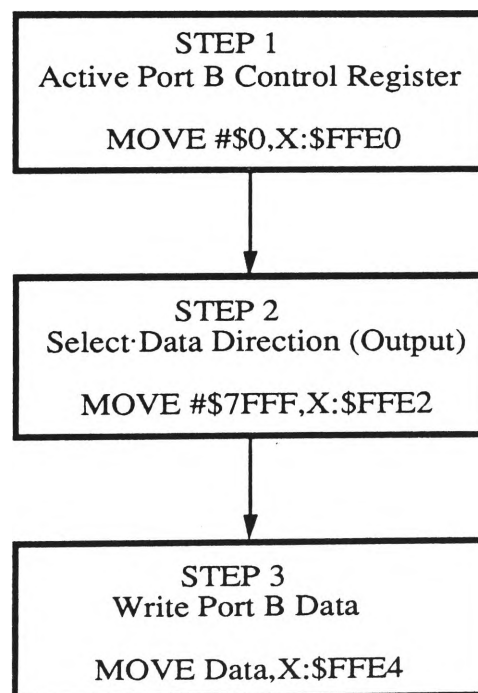 STEP 1
Active Port B Control Register
MOVE #$0,X:$FFE0
STEP 2
Select·Data Direction (Output)
MOVE #$7FFF,X:$FFE2
STEP 3
Write Port B Data
MOVE Data,X:$FFE4